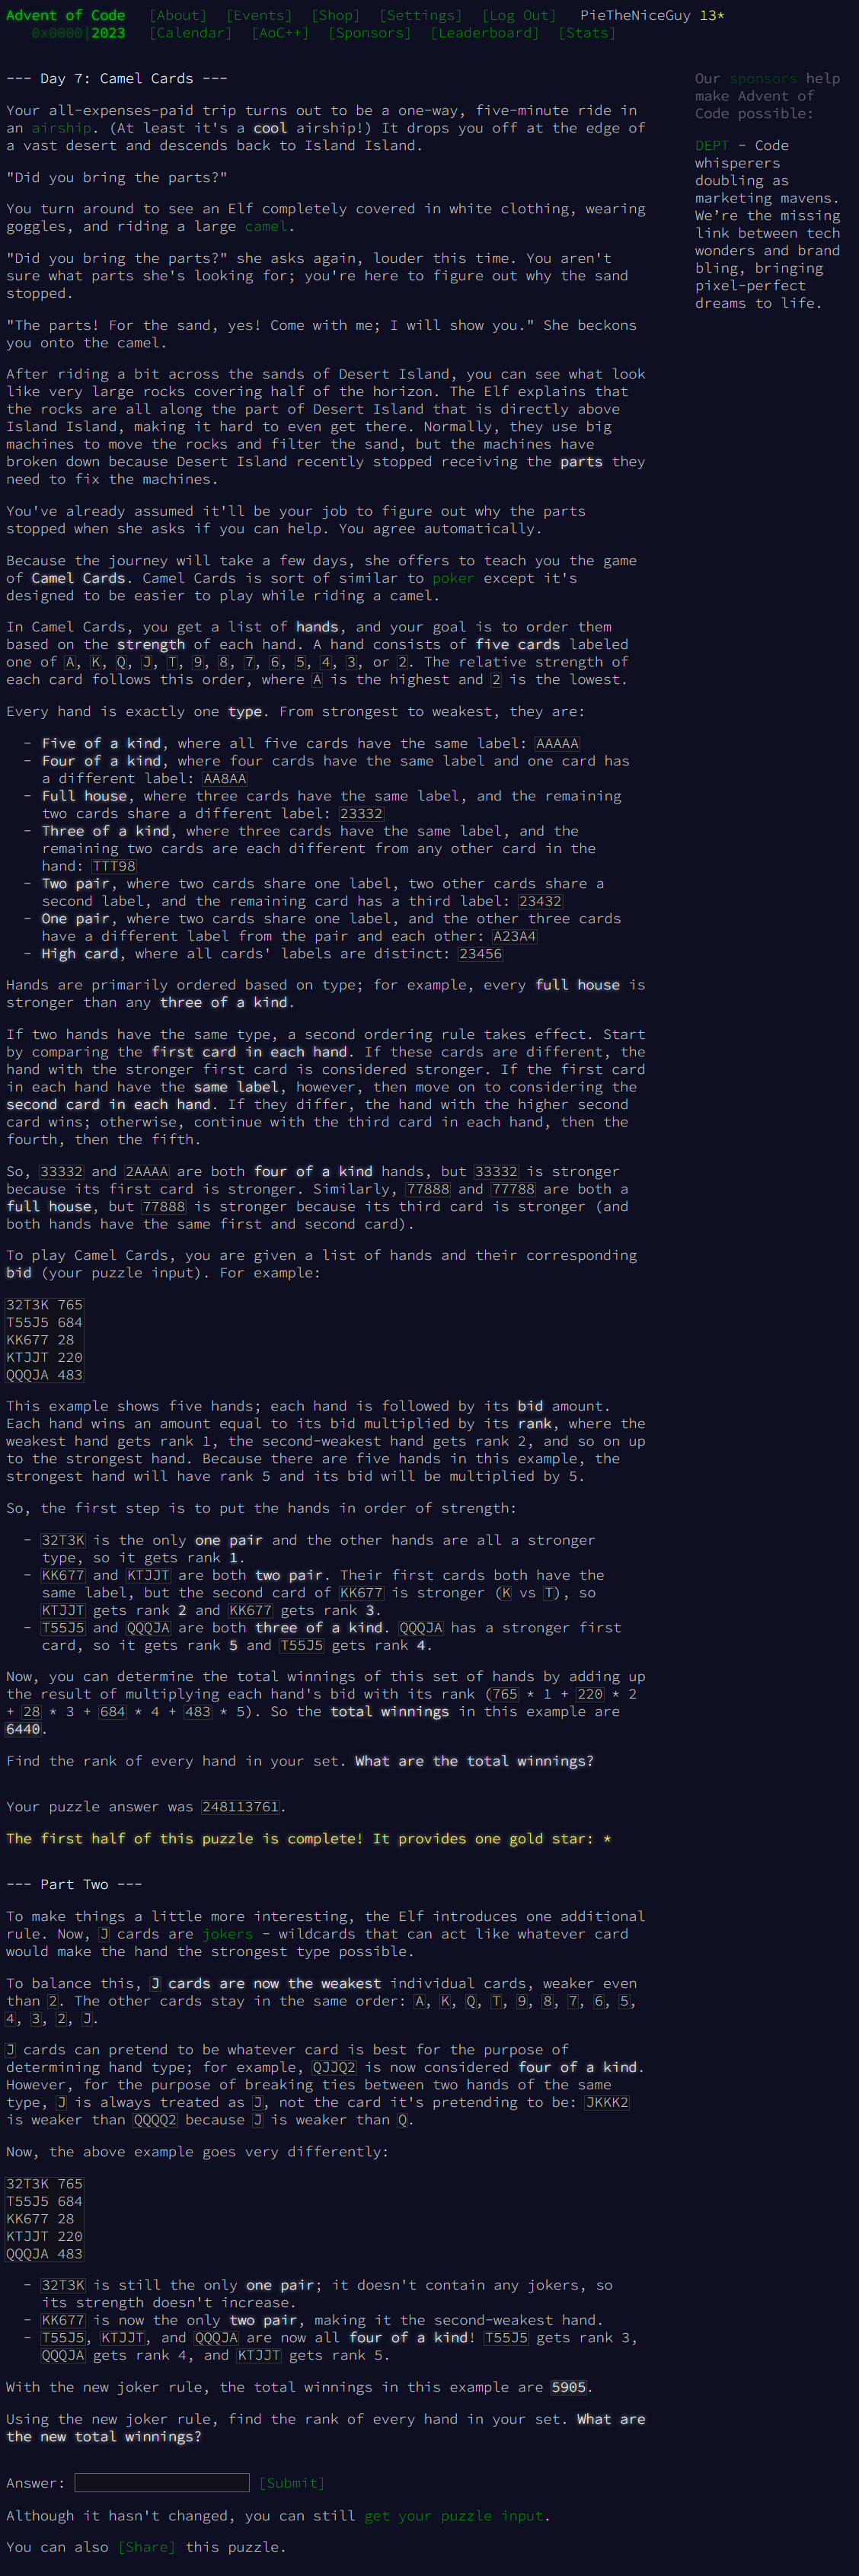 Advent of Code [About] [Events] [Shop] [Settings] [Log Out] PieTheNiceGuy 13*
0x0000|2023 [Calendar] [AoC++] [Sponsors] [Leaderboard] [Stats]
--- Day 7: Camel Cards ---
Your all-expenses-paid trip turns out to be a one-way, five-minute ride in
an airship. (At least it's a cool airship!) It drops you off at the edge of
a vast desert and descends back to Island Island.
"Did you bring the parts?"
You turn around to see an Elf completely covered in white clothing, wearing
goggles, and riding a large camel.
"Did you bring the parts?" she asks again, louder this time. You aren't
sure what parts she's looking for; you're here to figure out why the sand
stopped.
"The parts! For the sand, yes! Come with me; I will show you." She beckons
you onto the camel.
After riding a bit across the sands of Desert Island, you can see what look
like very large rocks covering half of the horizon. The Elf explains that
the rocks are all along the part of Desert Island that is directly above
Island Island, making it hard to even get there. Normally, they use big
machines to move the rocks and filter the sand, but the machines have
broken down because Desert Island recently stopped receiving the parts they
need to fix the machines.
You've already assumed it'll be your job to figure out why the parts
stopped when she asks if you can help. You agree automatically.
Because the journey will take a few days, she offers to teach you the game
of Camel Cards. Camel Cards is sort of similar to poker except it's
designed to be easier to play while riding a camel.
In Camel Cards, you get a list of hands, and your goal is to order them
based on the strength of each hand. A hand consists of five cards labeled
one of A, K, Q, J, T, 9, 8, 7, 6, 5, 4, 3, or 2. The relative strength of
each card follows this order, where A is the highest and 2 is the lowest.
Every hand is exactly one type. From strongest to weakest, they are:
- Five of a kind, where all five cards have the same label: AAAAA
- Four of a kind, where four cards have the same label and one card has
a different label: AA8AA
- Full house, where three cards have the same label, and the remaining
two cards share a different label: 23332
- Three of a kind, where three cards have the same label, and the
remaining two cards are each different from any other card in the
hand: TTT98
- Two pair, where two cards share one label, two other cards share a
second label, and the remaining card has a third label: 23432
- One pair, where two cards share one label, and the other three cards
have a different label from the pair and each other: A23A4
- High card, where all cards' labels are distinct: 23456
Hands are primarily ordered based on type; for example, every full house is
stronger than any three of a kind.
If two hands have the same type, a second ordering rule takes effect. Start
by comparing the first card in each hand. If these cards are different, the
hand with the stronger first card is considered stronger. If the first card
in each hand have the same label, however, then move on to considering the
second card in each hand. If they differ, the hand with the higher second
card wins; otherwise, continue with the third card in each hand, then the
fourth, then the fifth.
So, 33332 and 2AAAA are both four of a kind hands, but 33332 is stronger
because its first card is stronger. Similarly, 77888 and 77788 are both a
full house, but 77888 is stronger because its third card is stronger (and
both hands have the same first and second card).
To play Camel Cards, you are given a list of hands and their corresponding
bid (your puzzle input). For example:
32T3K 765
T55J5 684
KK677 28
KTJJT 220
QQQJA 483
This example shows five hands; each hand is followed by its bid amount.
Each hand wins an amount equal to its bid multiplied by its rank, where the
weakest hand gets rank 1, the second-weakest hand gets rank 2, and so on up
to the strongest hand. Because there are five hands in this example, the
strongest hand will have rank 5 and its bid will be multiplied by 5.
So, the first step is to put the hands in order of strength:
- 32T3K is the only one pair and the other hands are all a stronger
type, so it gets rank 1.
- KK677 and KTJJT are both two pair. Their first cards both have the
same label, but the second card of KK677 is stronger (K vs T), so
KTJJT gets rank 2 and KK677 gets rank 3.
- T55J5 and QQQJA are both three of a kind. QQQJA has a stronger first
card, so it gets rank 5 and T55J5 gets rank 4.
Now, you can determine the total winnings of this set of hands by adding up
the result of multiplying each hand's bid with its rank (765 * 1 + 220 * 2
+ 28 * 3 + 684 * 4 + 483 * 5). So the total winnings in this example are
6440.
Find the rank of every hand in your set. What are the total winnings?
Your puzzle answer was 248113761.
The first half of this puzzle is complete! It provides one gold star: *
--- Part Two ---
To make things a little more interesting, the Elf introduces one additional
rule. Now, J cards are jokers - wildcards that can act like whatever card
would make the hand the strongest type possible.
To balance this, J cards are now the weakest individual cards, weaker even
than 2. The other cards stay in the same order: A, K, Q, T, 9, 8, 7, 6, 5,
4, 3, 2, J.
J cards can pretend to be whatever card is best for the purpose of
determining hand type; for example, QJJQ2 is now considered four of a kind.
However, for the purpose of breaking ties between two hands of the same
type, J is always treated as J, not the card it's pretending to be: JKKK2
is weaker than QQQQ2 because J is weaker than Q.
Now, the above example goes very differently:
32T3K 765
T55J5 684
KK677 28
KTJJT 220
QQQJA 483
- 32T3K is still the only one pair; it doesn't contain any jokers, so
its strength doesn't increase.
- KK677 is now the only two pair, making it the second-weakest hand.
- T55J5, KTJJT, and QQQJA are now all four of a kind! T55J5 gets rank 3,
QQQJA gets rank 4, and KTJJT gets rank 5.
With the new joker rule, the total winnings in this example are 5905.
Using the new joker rule, find the rank of every hand in your set. What are
the new total winnings?
Answer: [Submit]
Although it hasn't changed, you can still get your puzzle input.
You can also [Share] this puzzle.
Our sponsors help
make Advent of
Code possible:
DEPT - Code
whisperers
doubling as
marketing mavens.
We’re the missing
link between tech
wonders and brand
bling, bringing
pixel-perfect
dreams to life.